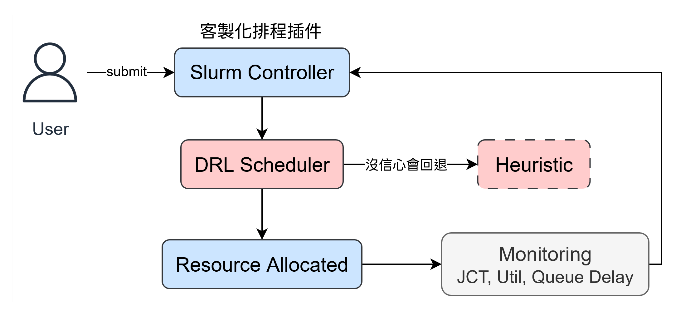 客製化排程插件
submit
Slurm Controller
User
DRL Scheduler
沒信心會回退
Heuristic
Resource Allocated
Monitoring
JCT, Util, Queue Delay